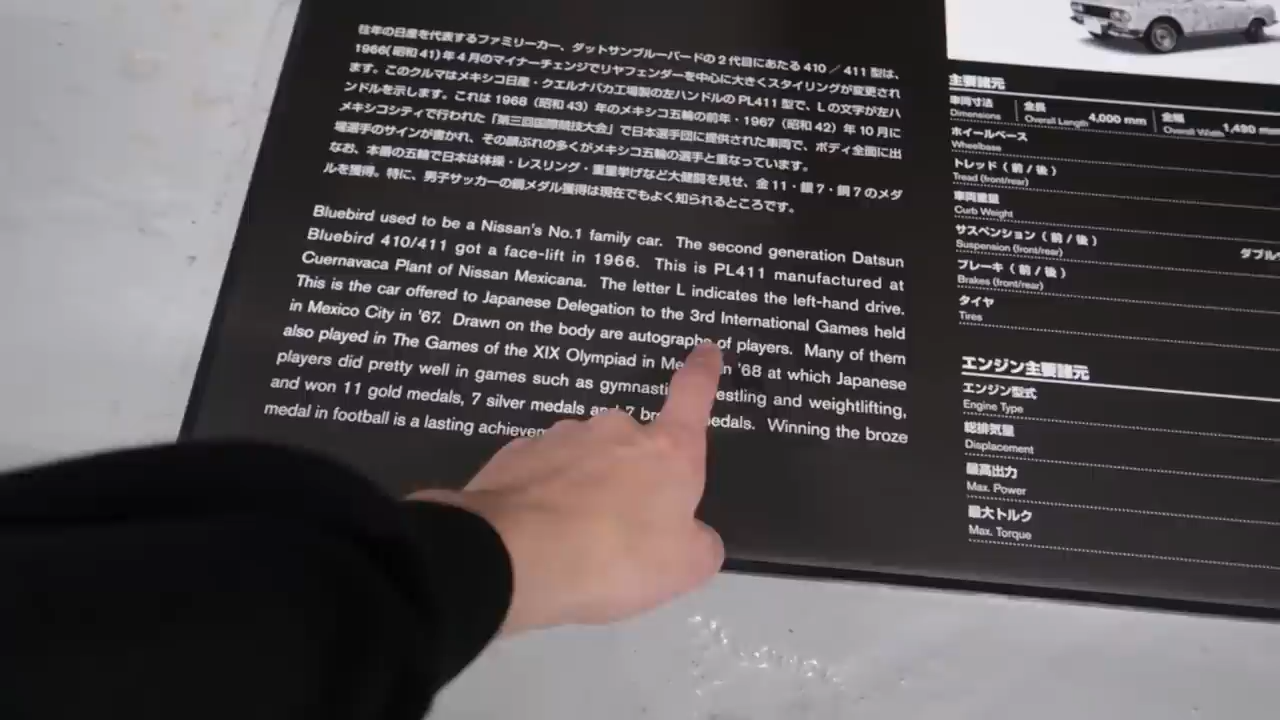 往年の日産を代表するファミリーカー、ダットサンブルーバードの2代目にあたる410／411型は、
1966(昭和41)年4月のマイナーチェンジでリヤフェンダーを中心に大きくスタイリングが変更され
ます。このクルマはメキシコ日産・クエルナバカ工場製の左ハンドルのPL411型で、Lの文字が左ハ
ンドルを示します。これは1968（昭和43）年のメキシコ五輪の前年・1967（昭和42）年10月に
メキシコシティで行われた「第三回国際競技大会」で日本選手団に提供された車両で、ボディ全面に出
場選手のサインが書かれ、その顔ぶれの多くがメキシコ五輪の選手と重なっています。
なお、本番の五輪で日本は体操・レスリング・重量挙げなど大健闘を見せ、金11・銀7・銅7のメダ
ルを獲得。特に、男子サッカーの銅メダル獲得は現在でもよく知られるところです。
Bluebird used to be a Nissan's No.1 family car. The second generation Datsun
Bluebird 410/411 got a face-lift in 1966. This is PL411 manufactured at
Cuernavaca Plant of Nissan Mexicana. The letter L indicates the left-hand drive.
This is the car offered to Japanese Delegation to the 3rd International Games held
in Mexico City in '67. Drawn on the body are autographs of players. Many of them
also played in The Games of the XIX Olympiad in '68 at which Japanese
players did pretty well in games such as and weightlifting,
and won 11 gold medals, 7 silver medals and 7 Winning the broze
medal in football is a lasting
主要諸元
車両寸法 全長 全幅
Dimensions Overall Length 4,000 mm Overall Width 1,490 mm
ホイールベース
Wheelbase
トレッド（前／後）
Tread (front/rear)
車両重量
Curb Weight
サスペンション（前／後）
Suspension (front/rear) ダブル
ブレーキ（前／後）
Brakes (front/rear)
タイヤ
Tires
エンジン主要諸元
エンジン型式
Engine Type
総排気量
Displacement
最高出力
Max. Power
最大トルク
Max. Torque